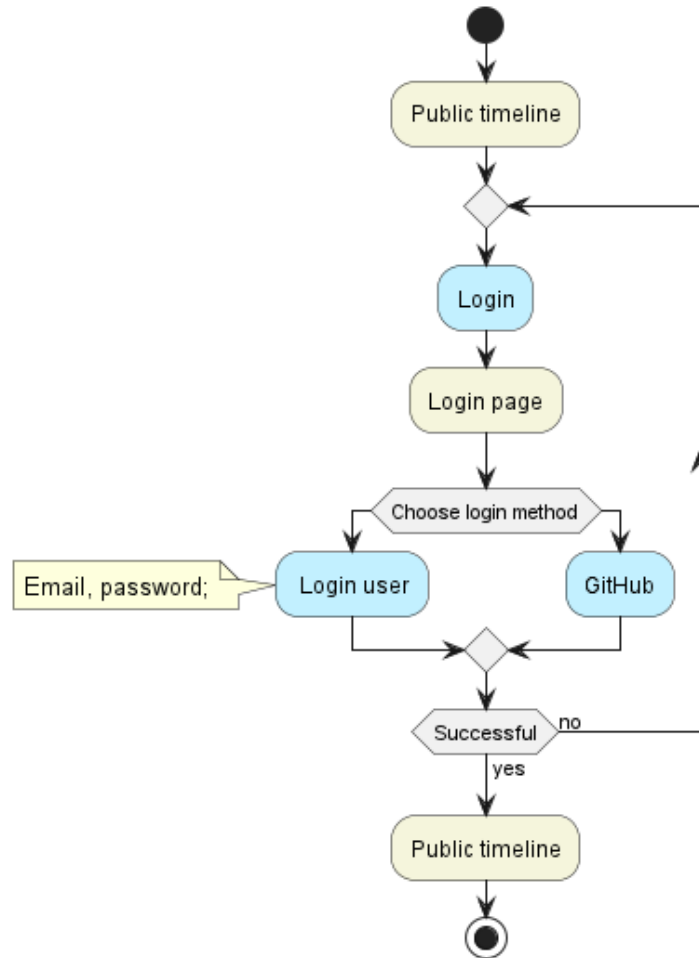 Public timeline
Login
Login page
Choose login method
Email, password;
Login user
GitHub
Successful
no
yes
Public timeline